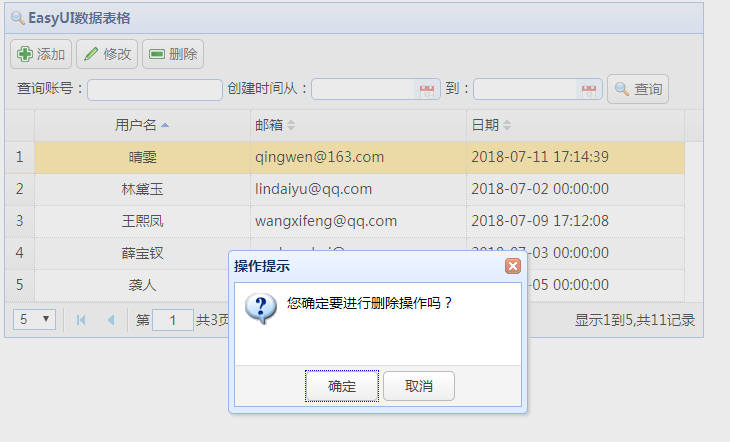 EasyUI数据表格
添加 修改 删除
查询账号： 创建时间从： 到： 查询
用户名 邮箱 日期
1 晴雯 qingwen@163.com 2018-07-11 17:14:39
2 林黛玉 lindaiyu@qq.com 2018-07-02 00:00:00
3 王熙凤 wangxifeng@qq.com 2018-07-09 17:12:08
4 薛宝钗 -03 00:00:00
5 袭人 -05 00:00:00
操作提示
您确定要进行删除操作吗？
确定 取消
5 第 1 共3页 显示1到5,共11记录